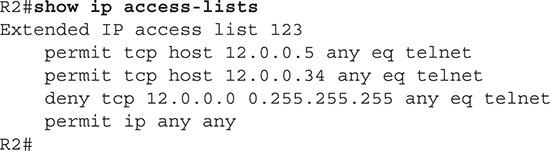 R2#show ip access-lists
Extended IP access list 123
    permit tcp host 12.0.0.5 any eq telnet
    permit tcp host 12.0.0.34 any eq telnet
    deny tcp 12.0.0.0 0.255.255.255 any eq telnet
    permit ip any any
R2#